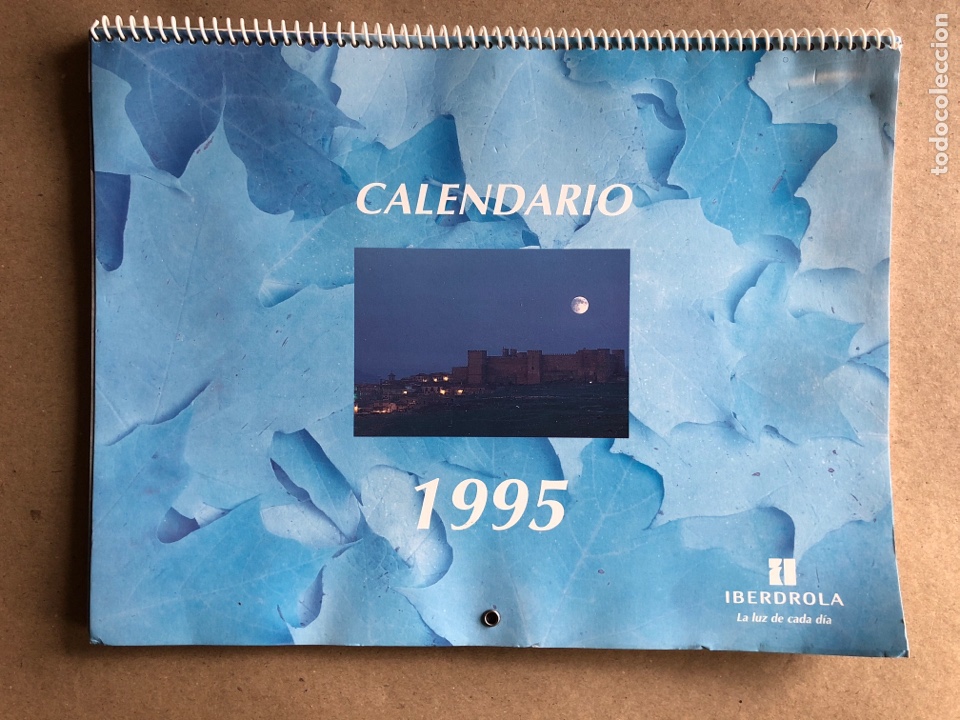 CALENDARIO
1995
IBERDROLA
La luz de cada día
todocoleccion